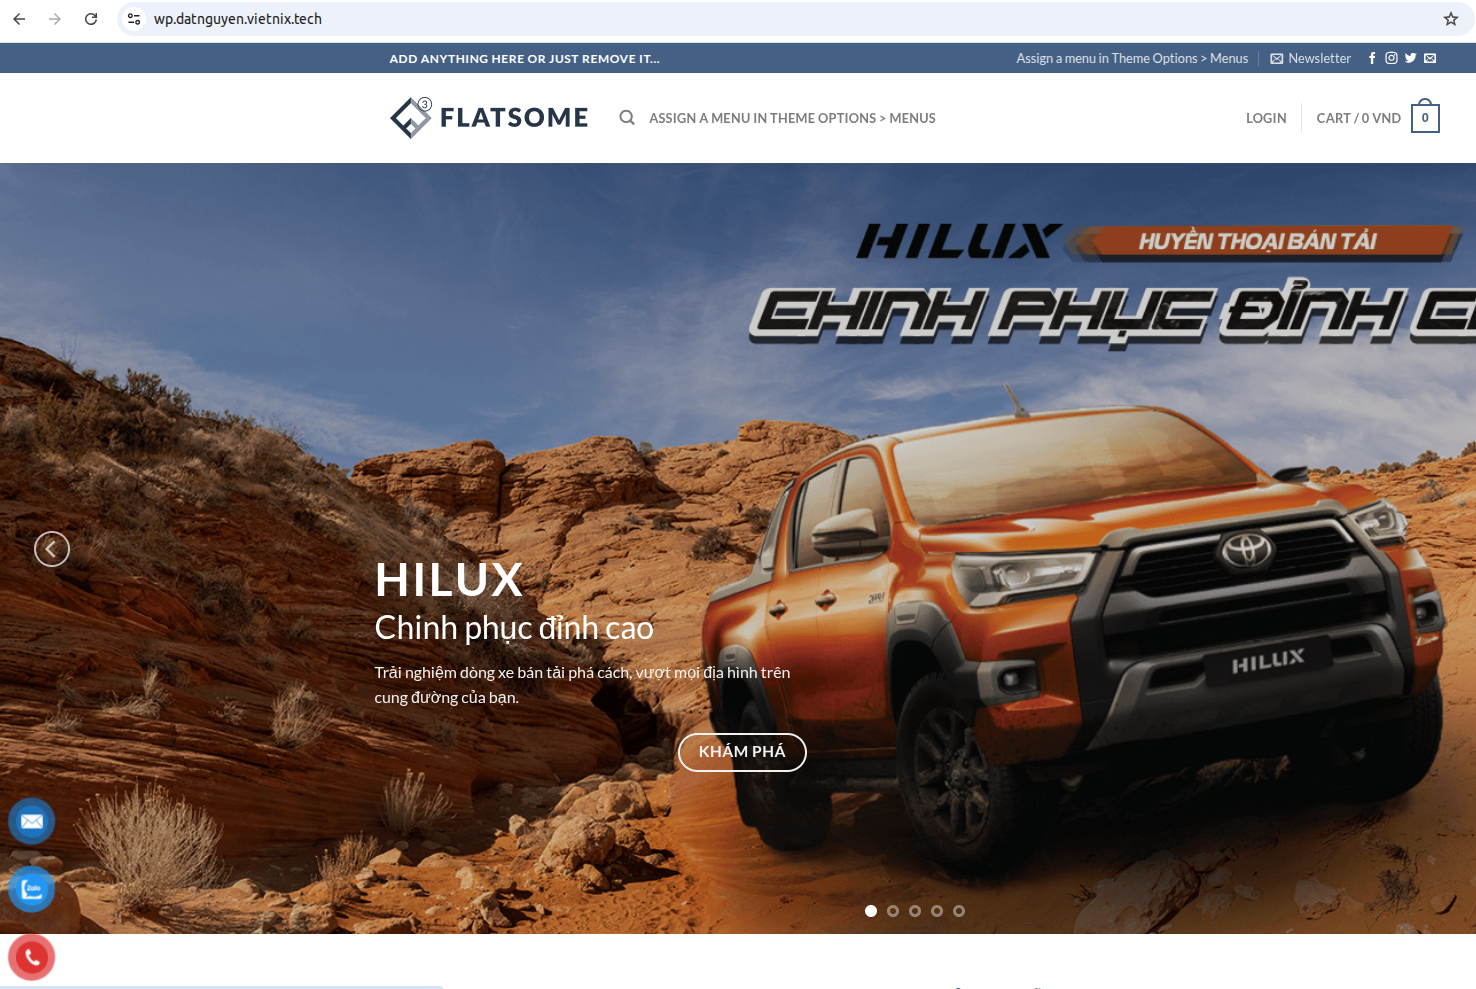 wp.datnguyen.vietnix.tech
ADD ANYTHING HERE OR JUST REMOVE IT...
Assign a menu in Theme Options > Menus
Newsletter
3
FLATSOME
ASSIGN A MENU IN THEME OPTIONS > MENUS
LOGIN
CART / 0 VND
0
HILUX
HUYỀN THOẠI BÁN TẢI
CHINH PHỤC ĐỈNH C
HILUX
Chinh phục đỉnh cao
Trải nghiệm dòng xe bán tải phá cách, vượt mọi địa hình trên
cung đường của bạn.
KHÁM PHÁ
HILUX
Zalo